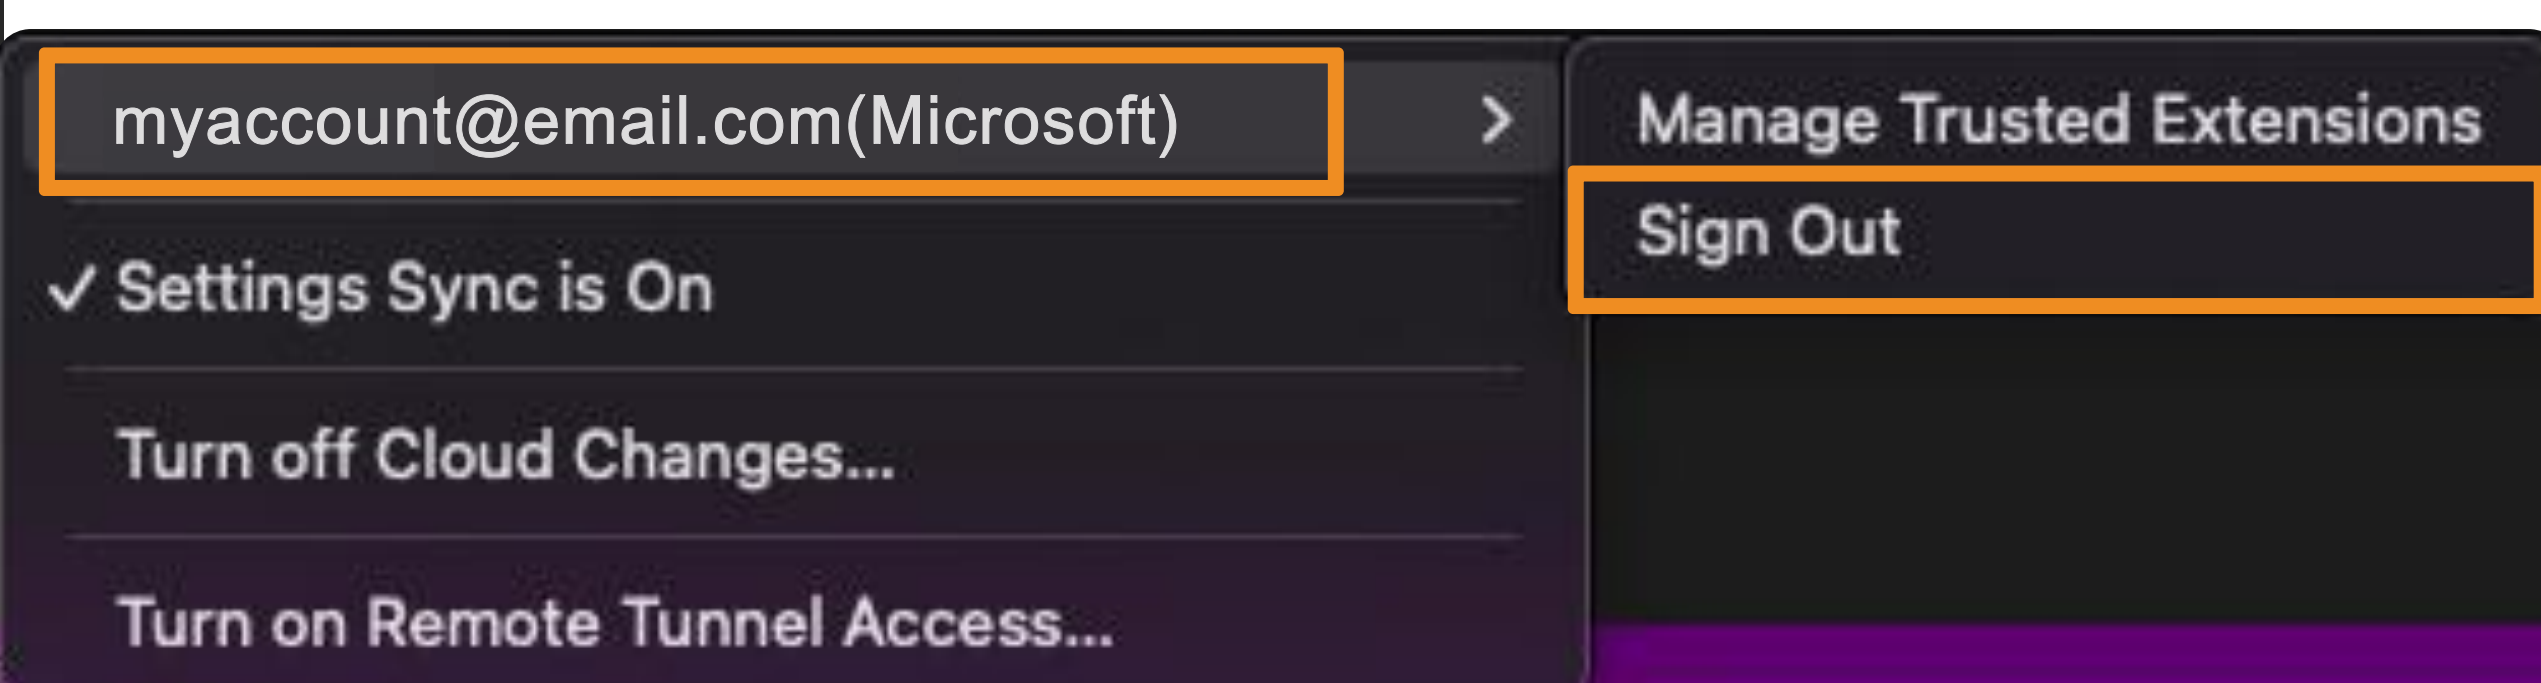 myaccount@email.com(Microsoft)
Manage Trusted Extensions
Sign Out
✓ Settings Sync is On
Turn off Cloud Changes...
Turn on Remote Tunnel Access...